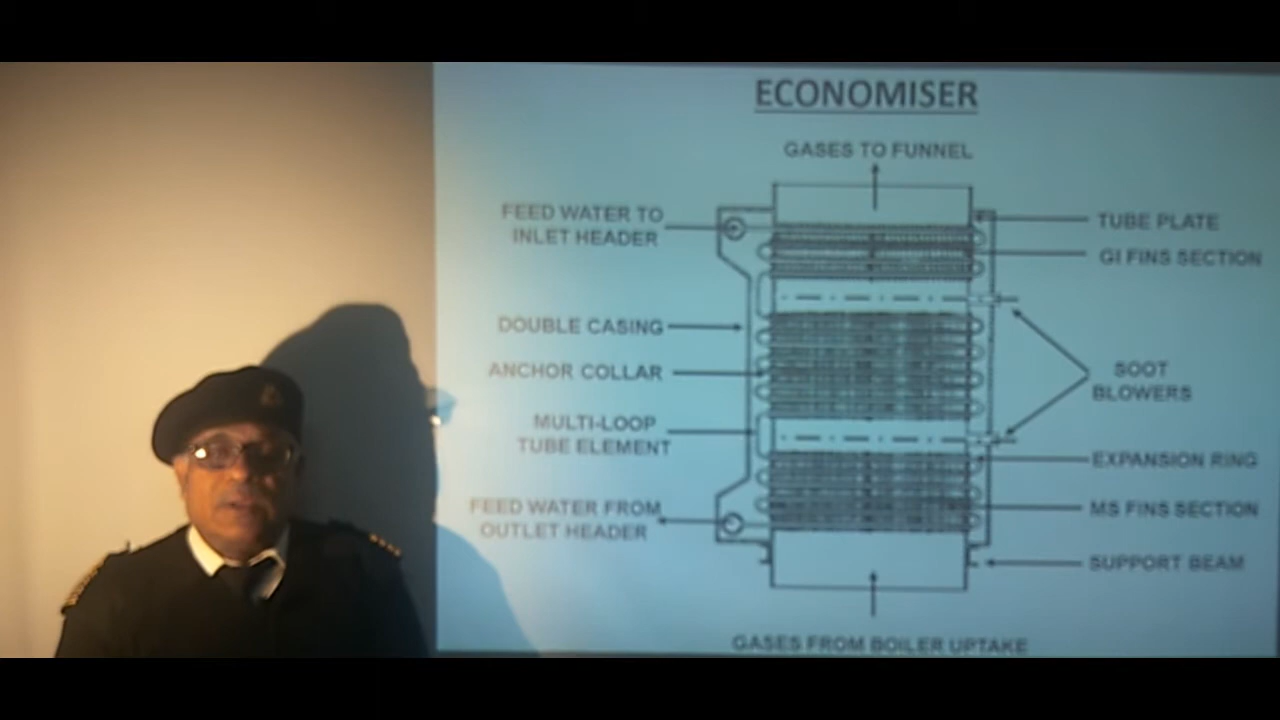 ECONOMISER
GASES TO FUNNEL
FEED WATER TO
INLET HEADER
DOUBLE CASING
ANCHOR COLLAR
MULTI-LOOP
TUBE ELEMENT
FEED WATER FROM
OUTLET HEADER
TUBE PLATE
GI FINS SECTION
SOOT
BLOWERS
EXPANSION RING
MS FINS SECTION
SUPPORT BEAM
GASES FROM BOILER UPTAKE